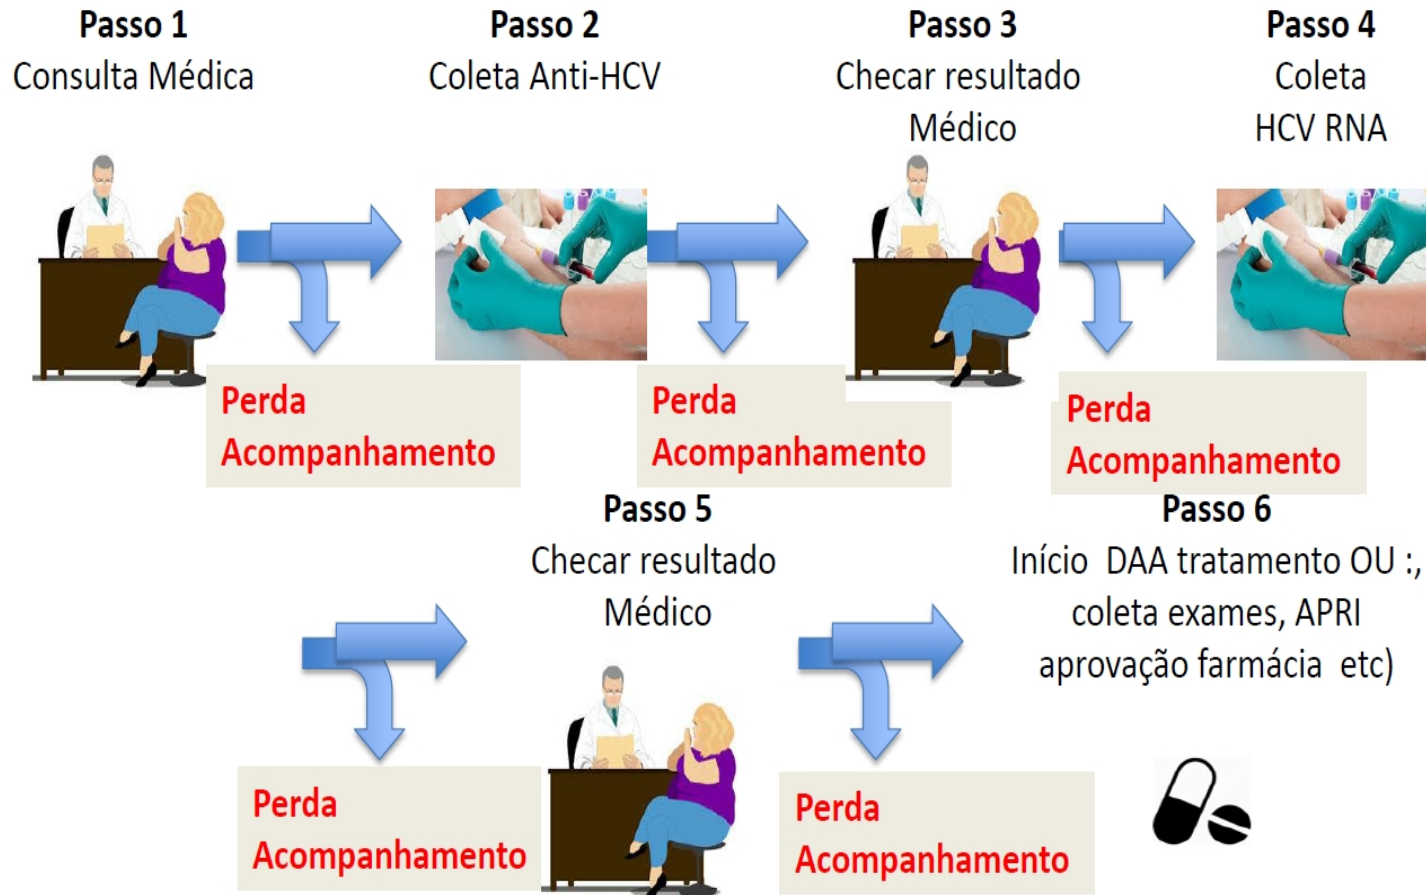 Passo 1
Consulta Médica
Passo 2
Coleta Anti-HCV
Passo 3
Checar resultado
Médico
Passo 4
Coleta
HCV RNA
Perda
Acompanhamento
Perda
Acompanhamento
Perda
Acompanhamento
Passo 5
Checar resultado
Médico
Passo 6
Início DAA tratamento OU :,
coleta exames, APRI
aprovação farmácia etc)
Perda
Acompanhamento
Perda
Acompanhamento